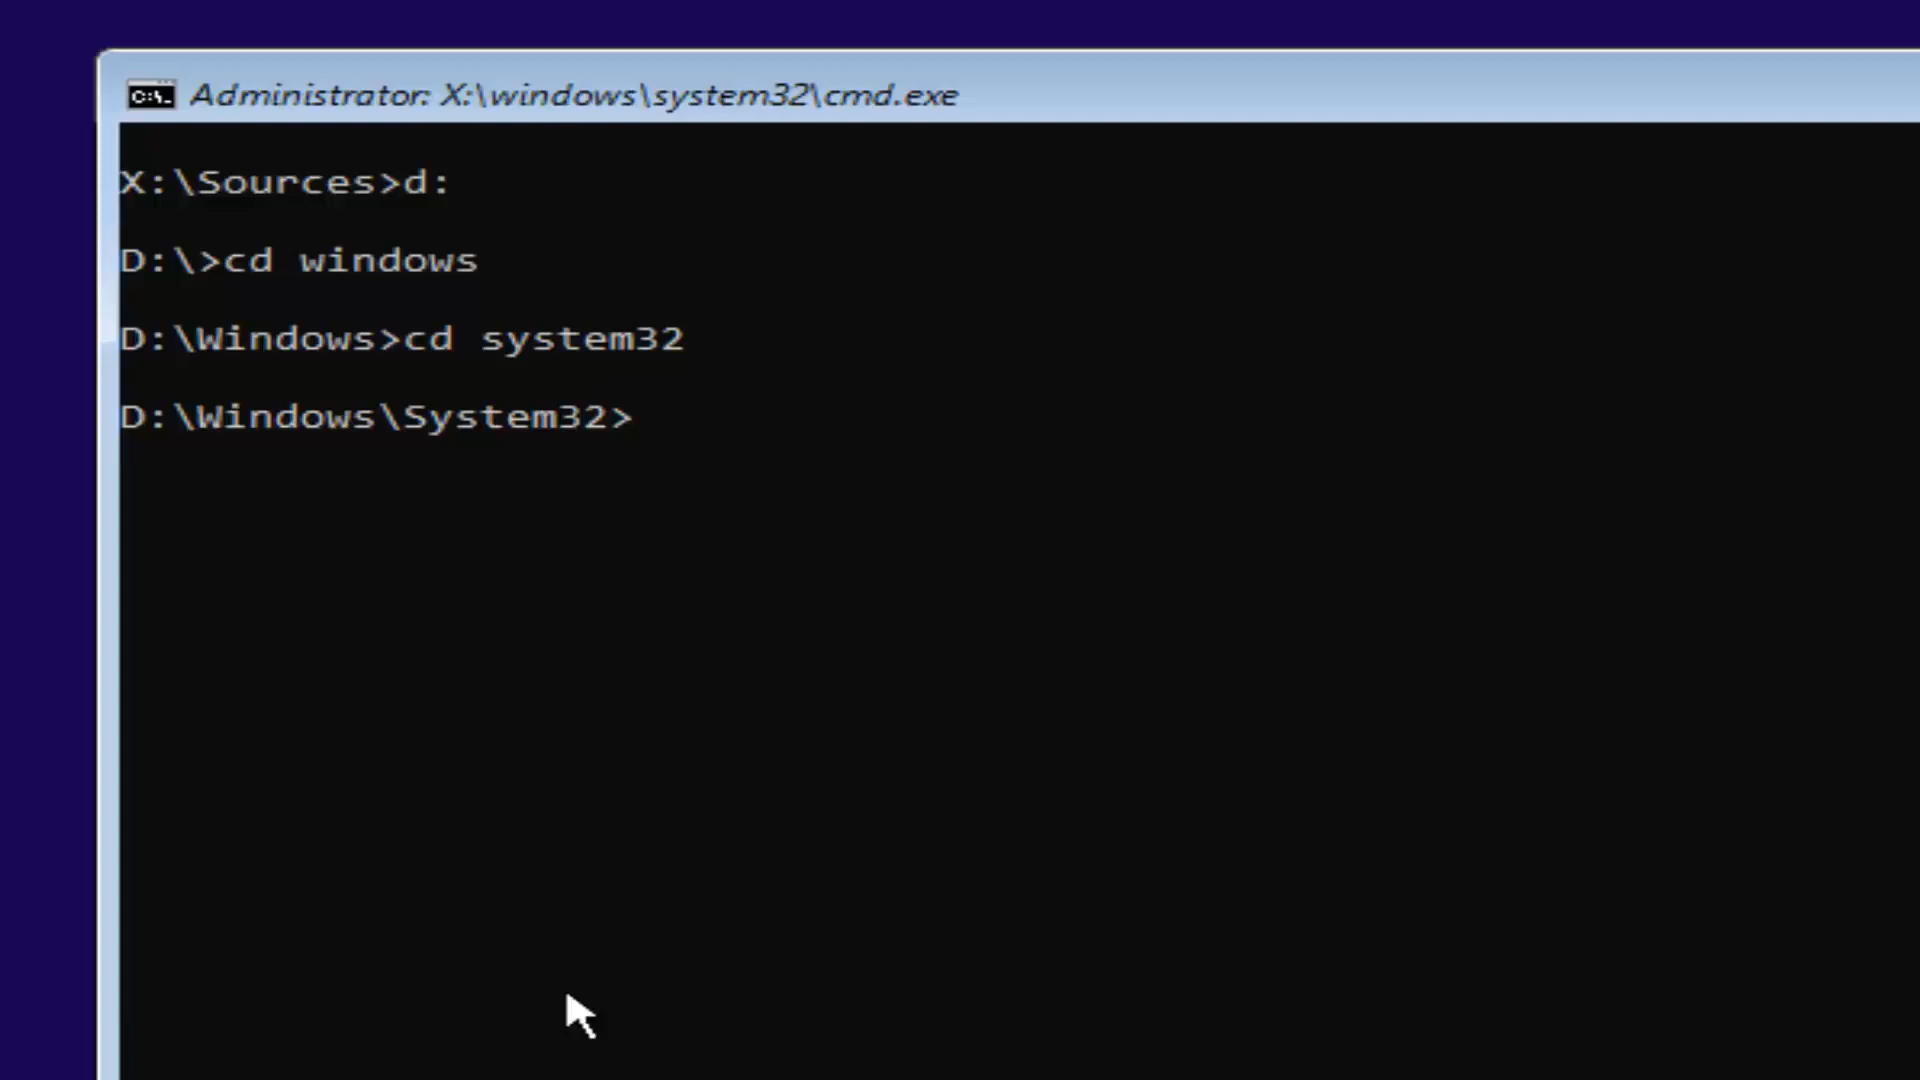 C:\.
Administrator: X:\windows\system32\cmd.exe
X:\Sources>d:
D:\>cd windows
D:\Windows>cd system32
D:\Windows\System32>